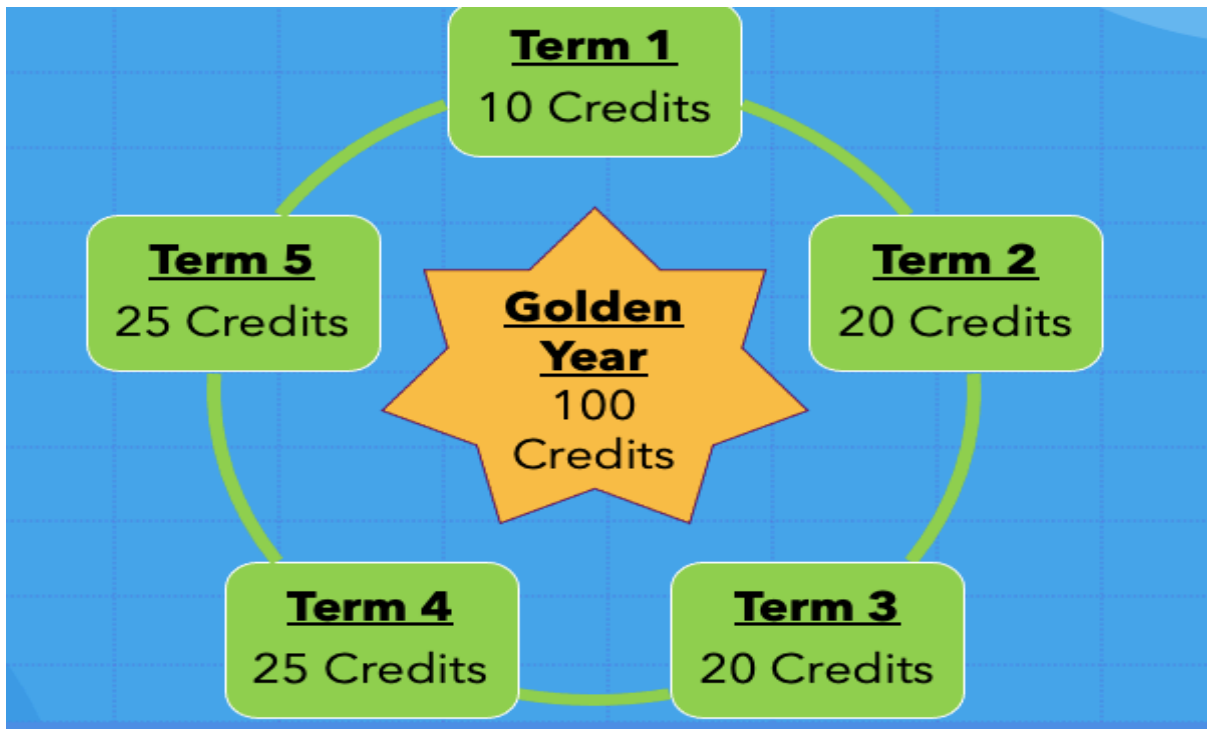 Term 1
10 Credits
Term 2
20 Credits
Term 3
20 Credits
Term 4
25 Credits
Term 5
25 Credits
Golden
Year
100
Credits